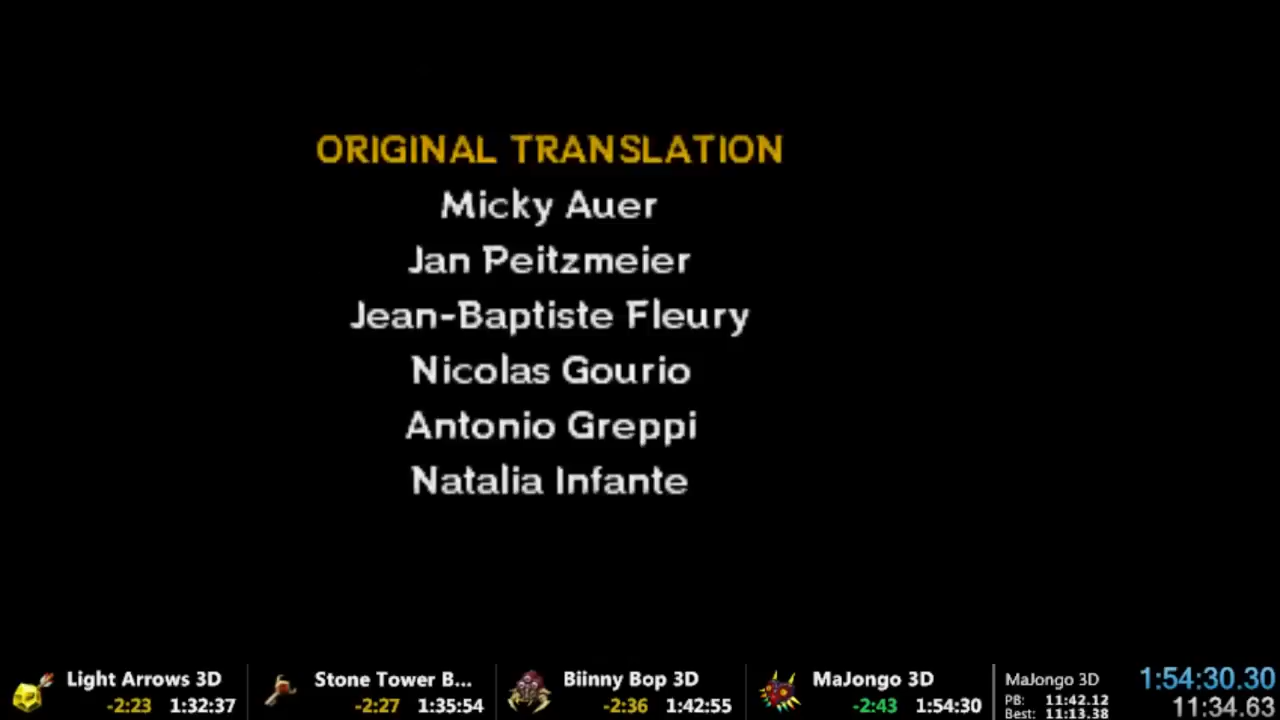 ORIGINAL TRANSLATION
Micky Auer
Jan Peitzmeier
Jean-Baptiste Fleury
Nicolas Gourio
Antonio Greppi
Natalia Infante
Light Arrows 3D
-2:23 1:32:37
Stone Tower B...
-2:27 1:35:54
Biinny Bop 3D
-2:36 1:42:55
MaJongo 3D
-2:43 1:54:30
MaJongo 3D
PB: 11:42.12
Best: 11:13.38
1:54:30.30
11:34.63